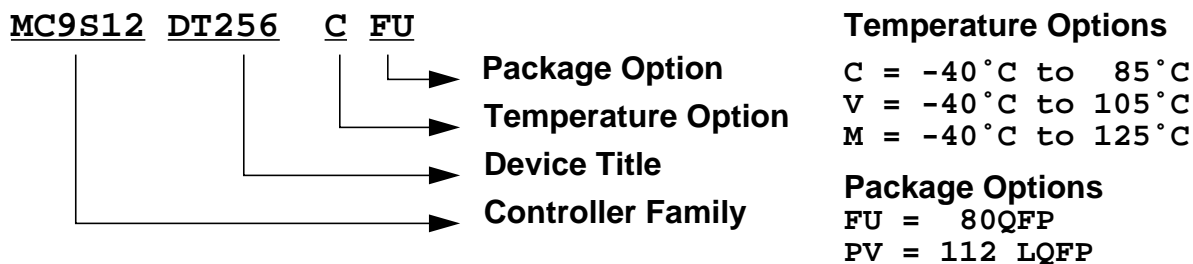 MC9S12 DT256 C FU
Package Option
Temperature Option
Device Title
Controller Family
Temperature Options
C = -40˚C to 85˚C
V = -40˚C to 105˚C
M = -40˚C to 125˚C
Package Options
FU = 80QFP
PV = 112 LQFP